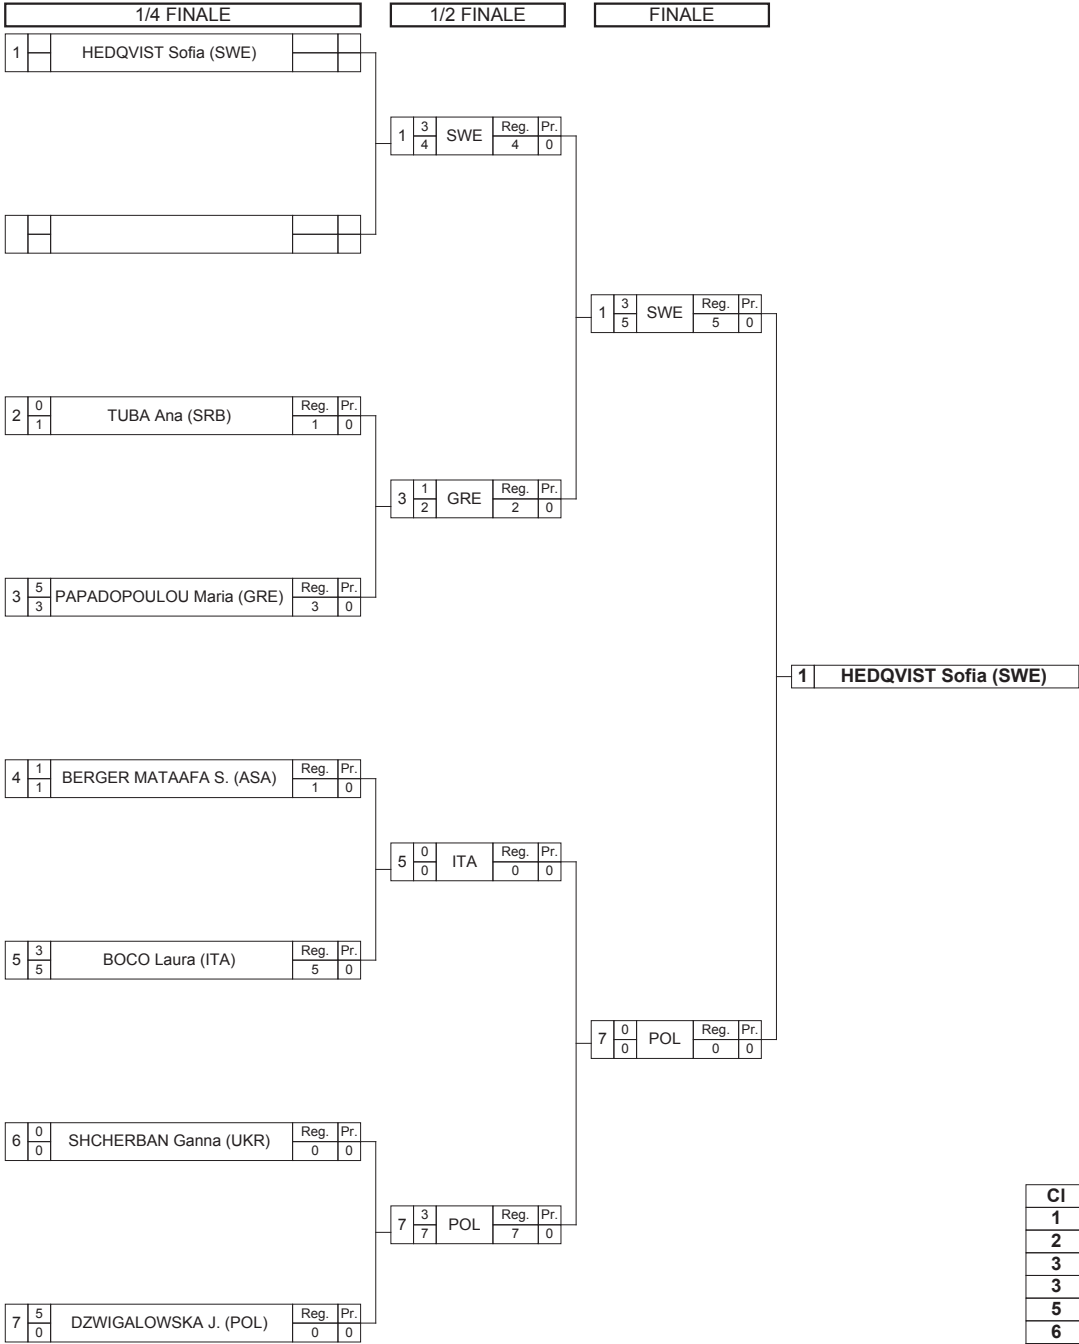 1/4 FINALE 1/2 FINALE FINALE
1 HEDQVIST Sofia (SWE)
1 3 SWE Reg. Pr.
4 4 0
1 3 SWE Reg. Pr.
5 5 0
2 0 TUBA Ana (SRB) Reg. Pr.
1 1 0
3 1 GRE Reg. Pr.
2 2 0
3 5 PAPADOPOULOU Maria (GRE) Reg. Pr.
3 3 0
1 HEDQVIST Sofia (SWE)
4 1 BERGER MATAAFA S. (ASA) Reg. Pr.
1 1 0
5 0 ITA Reg. Pr.
0 0 0
5 3 BOCO Laura (ITA) Reg. Pr.
5 5 0
7 0 POL Reg. Pr.
0 0 0
6 0 SHCHERBAN Ganna (UKR) Reg. Pr.
0 0 0
7 3 POL Reg. Pr.
7 7 0
7 5 DZWIGALOWSKA J. (POL) Reg. Pr.
0 0 0
Cl
1
2
3
3
5
6